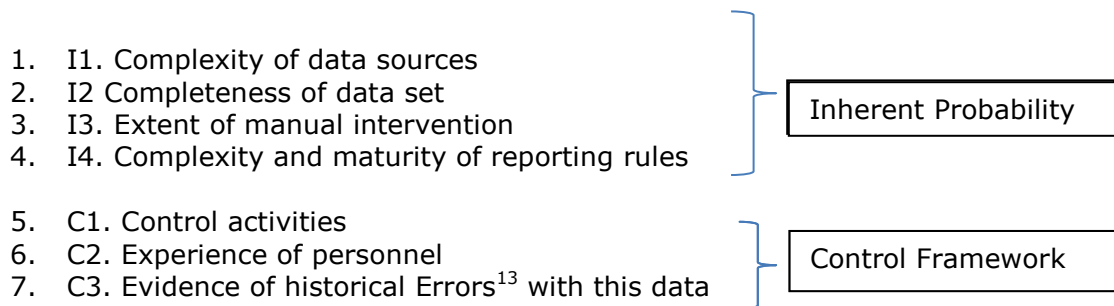 1. I1. Complexity of data sources
2. I2 Completeness of data set
3. I3. Extent of manual intervention
4. I4. Complexity and maturity of reporting rules
Inherent Probability
5. C1. Control activities
6. C2. Experience of personnel
7. C3. Evidence of historical Errors13 with this data
Control Framework